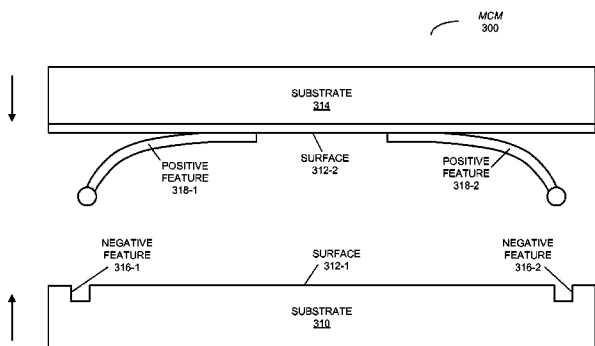 MCM
300
SUBSTRATE
314
SURFACE
312-2
POSITIVE
FEATURE
318-1
POSITIVE
FEATURE
318-2
NEGATIVE
FEATURE
316-1
SURFACE
312-1
NEGATIVE
FEATURE
316-2
SUBSTRATE
310